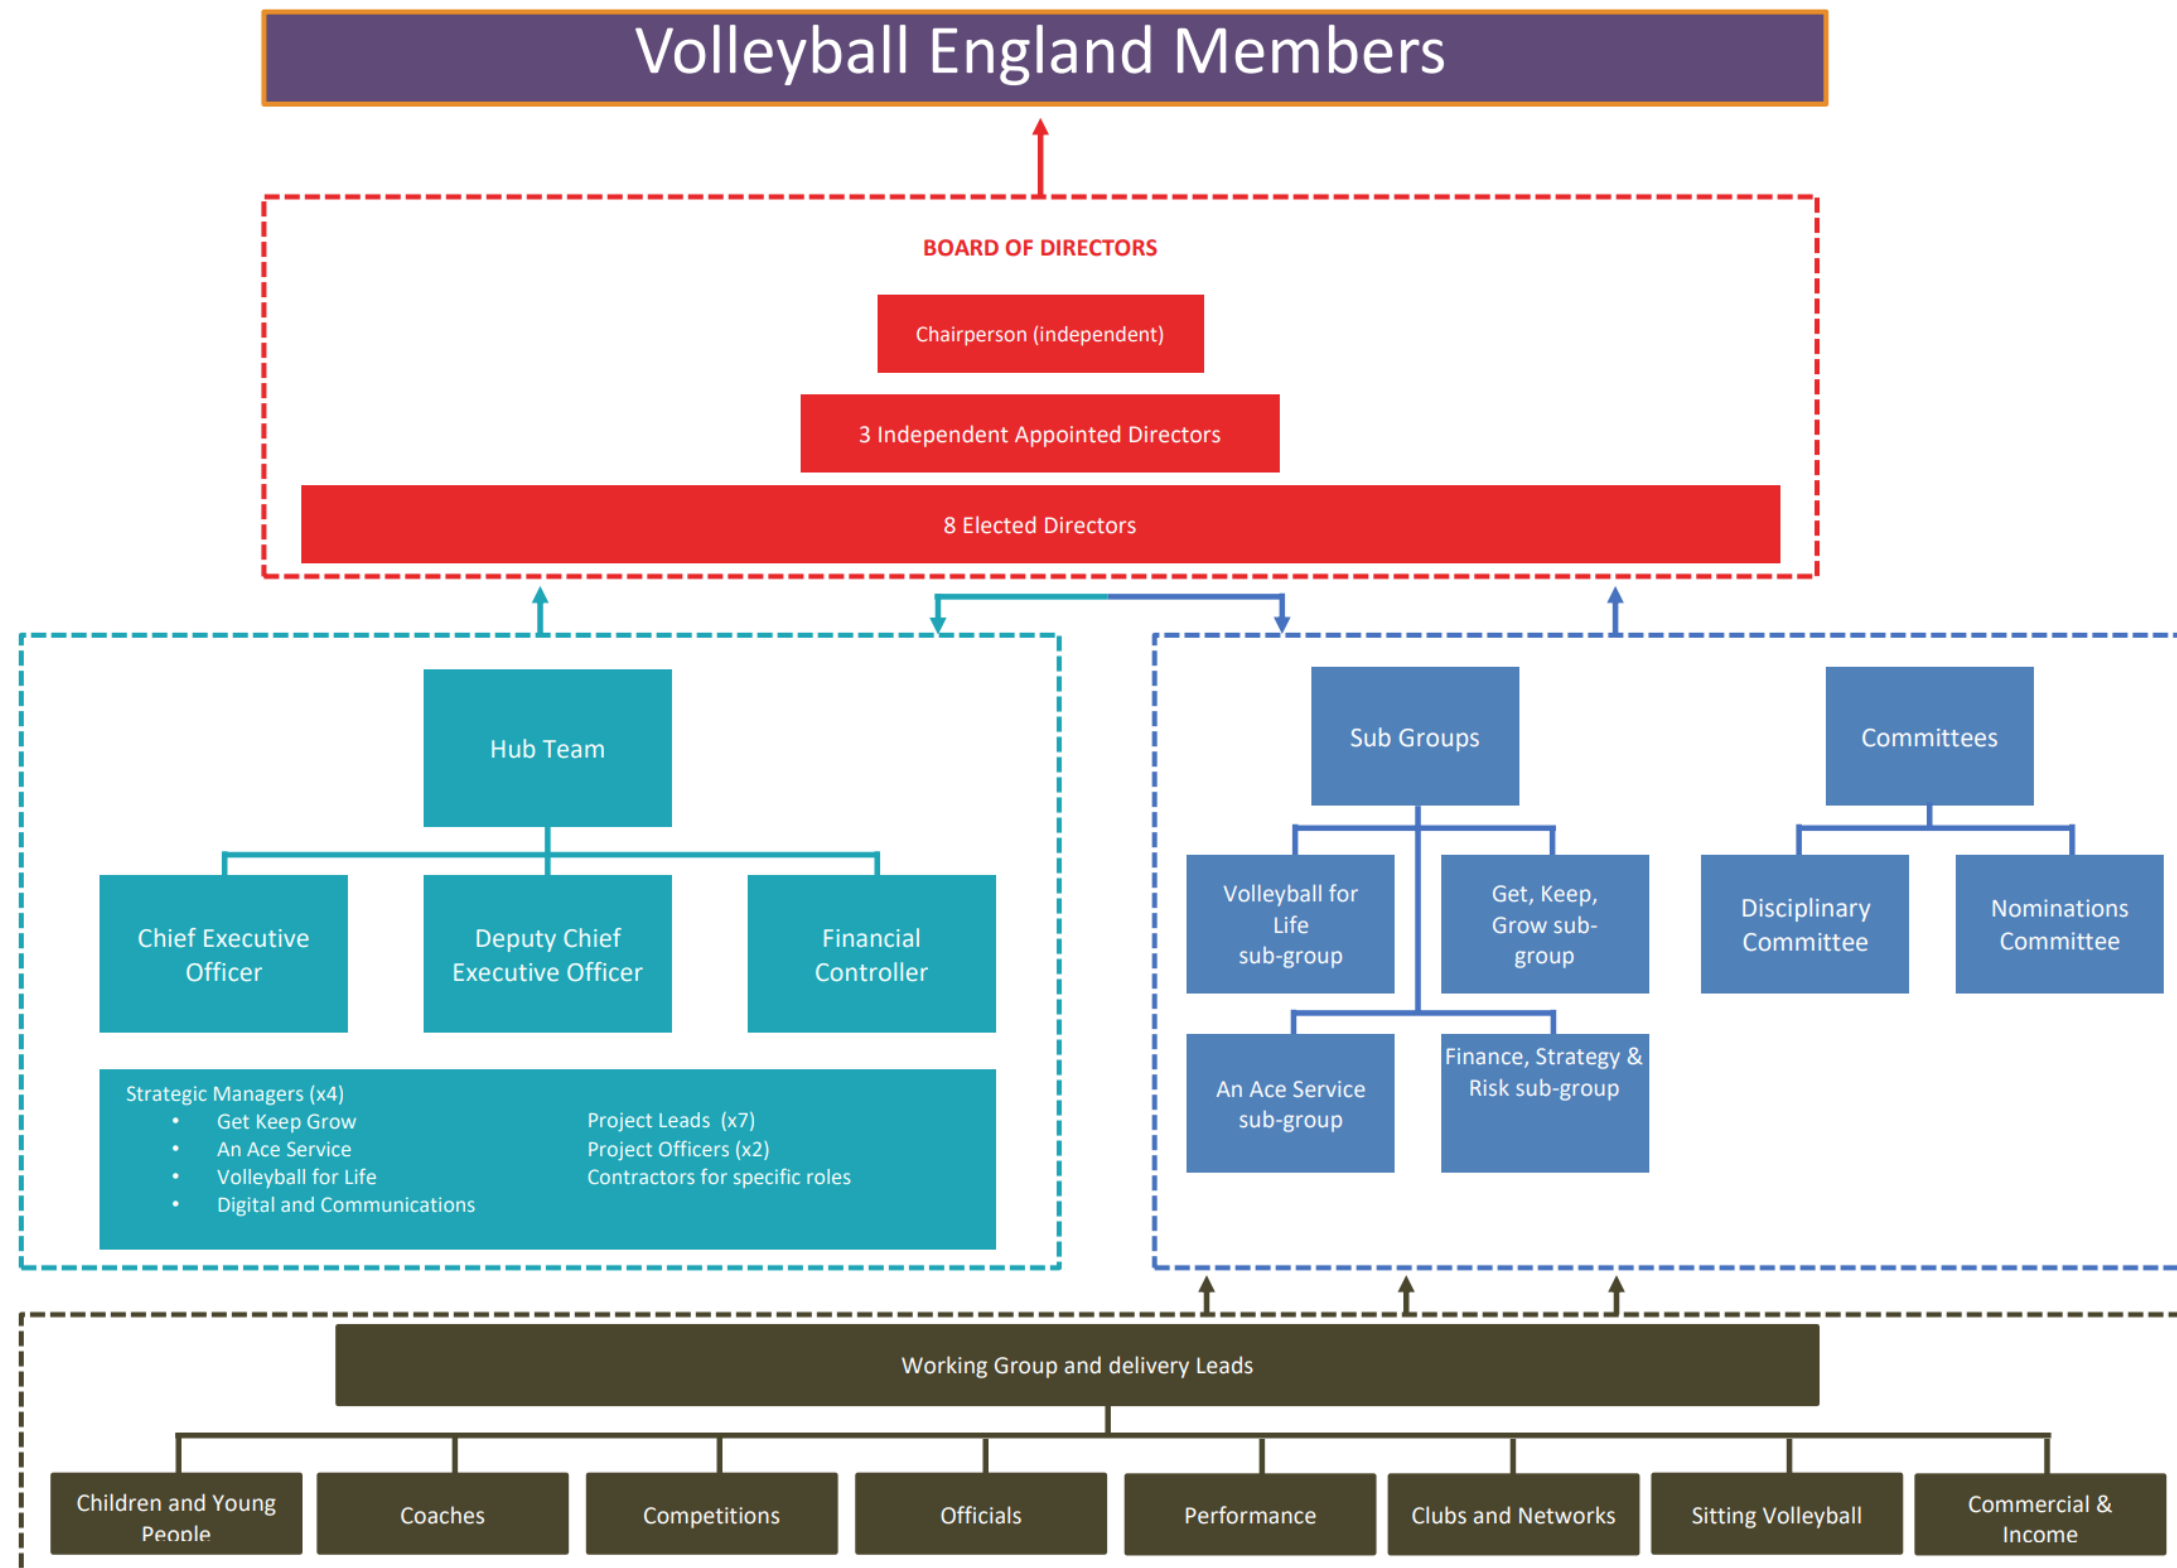 Volleyball England Members
BOARD OF DIRECTORS
Chairperson (independent)
3 Independent Appointed Directors
8 Elected Directors
Hub Team
Chief Executive
Officer
Deputy Chief
Executive Officer
Financial
Controller
Strategic Managers (x4)
• Get Keep Grow
• An Ace Service
• Volleyball for Life
• Digital and Communications
Project Leads (x7)
Project Officers (x2)
Contractors for specific roles
Sub Groups
Volleyball for
Life
sub-group
Get, Keep,
Grow sub-
group
An Ace Service
sub-group
Finance, Strategy &
Risk sub-group
Committees
Disciplinary
Committee
Nominations
Committee
Working Group and delivery Leads
Children and Young
People
Coaches
Competitions
Officials
Performance
Clubs and Networks
Sitting Volleyball
Commercial &
Income